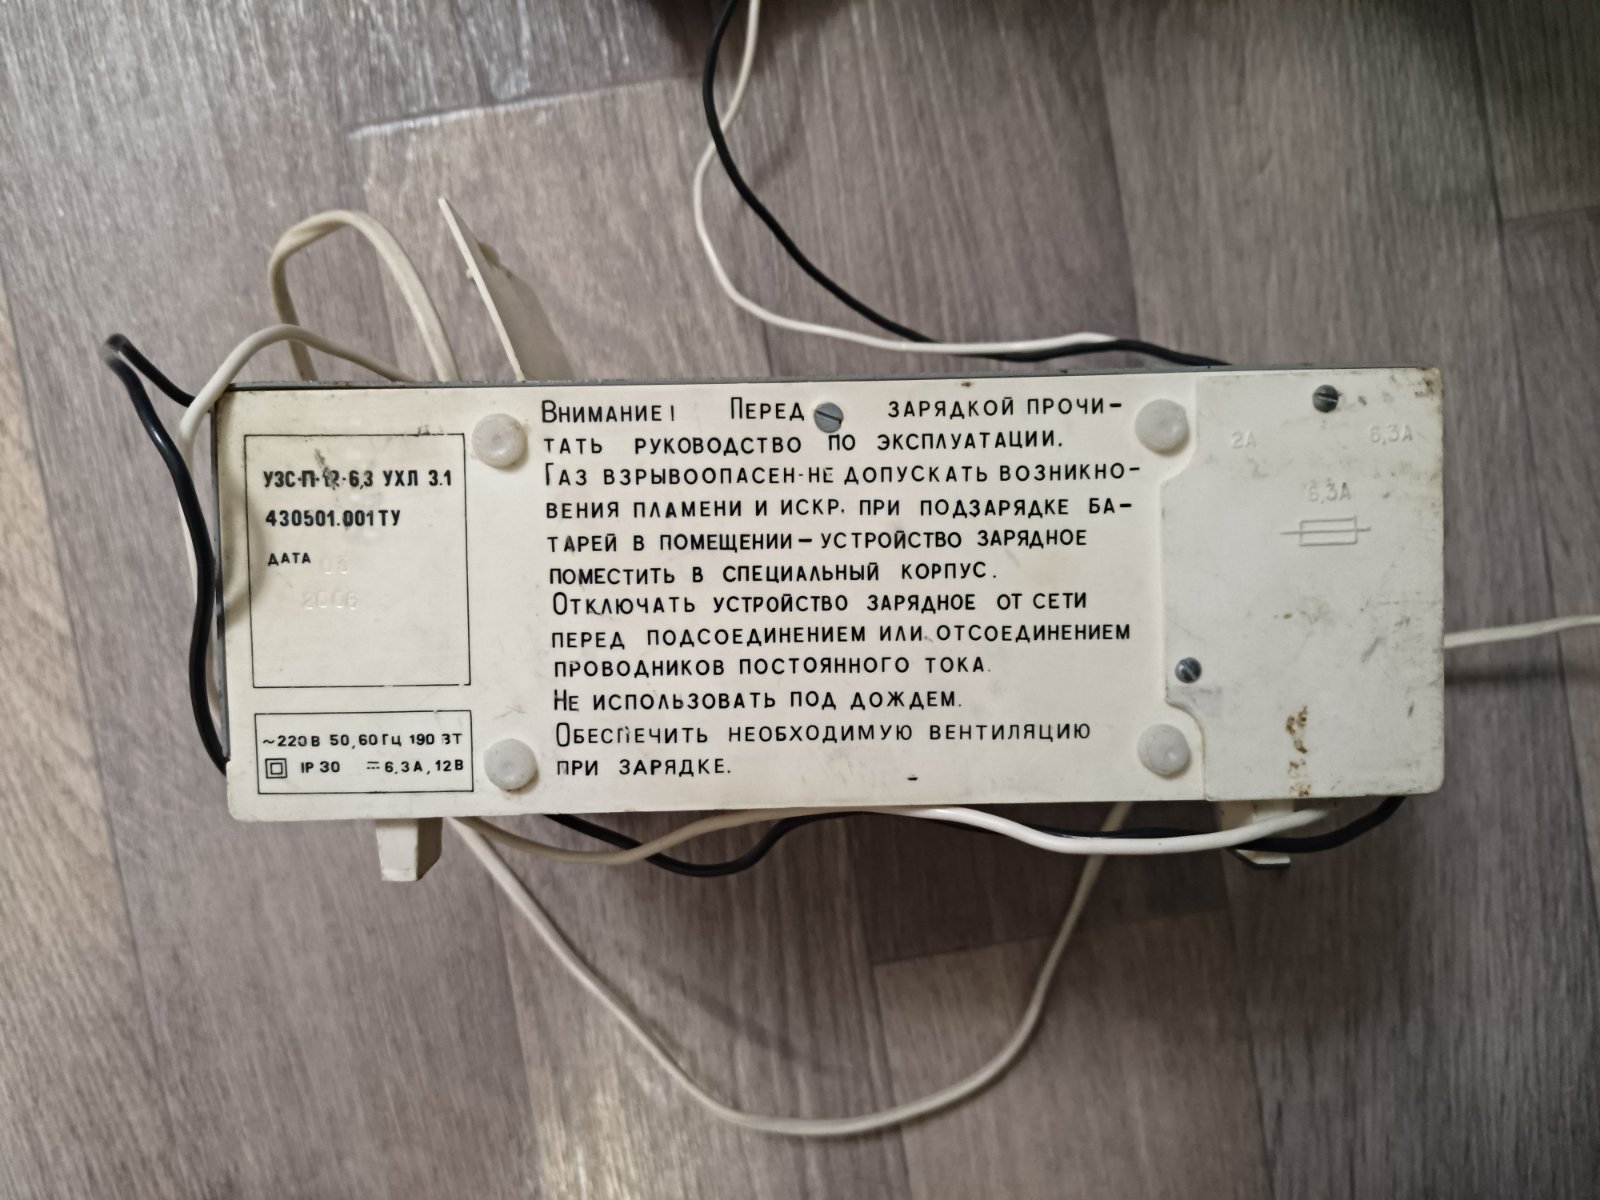 УЗС-П-12-6,3 УХЛ 3.1
430501.001ТУ
ДАТА
2006
~220В 50,60Гц 190 ВТ
IP 30 6,3А, 12В
Внимание! Перед зарядкой прочи-
тать руководство по эксплуатации.
Газ взрывоопасен-не допускать возникно-
вения пламени и искр. При подзарядке ба-
тарей в помещении – устройство зарядное
поместить в специальный корпус.
Отключать устройство зарядное от сети
перед подсоединением или отсоединением
проводников постоянного тока.
Не использовать под дождем.
Обеспечить необходимую вентиляцию
при зарядке.
2А 6,3А
6,3А